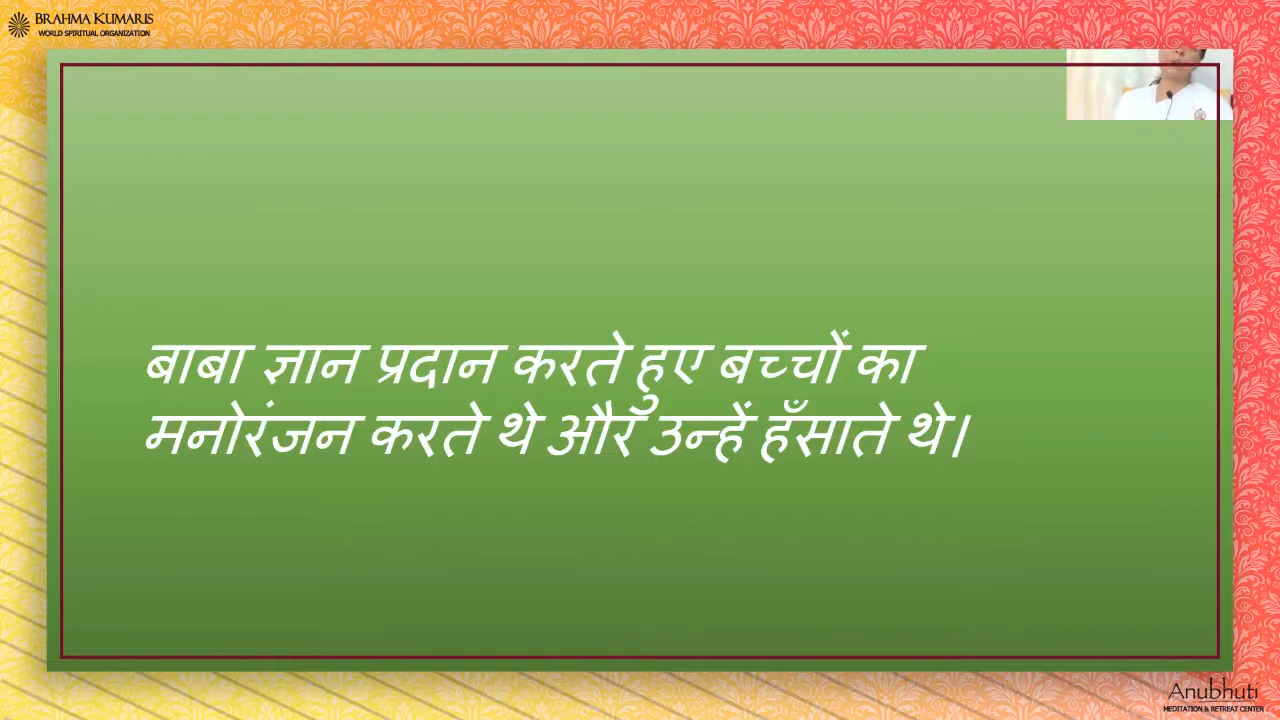 BRAHMA KUMARIS
WORLD SPIRITUAL ORGANIZATION
बाबा ज्ञान प्रदान करते हुए बच्चों का
मनोरंजन करते थे और उन्हें हँसाते थे।
Anubhuti
MEDITATION & RETREAT CENTER